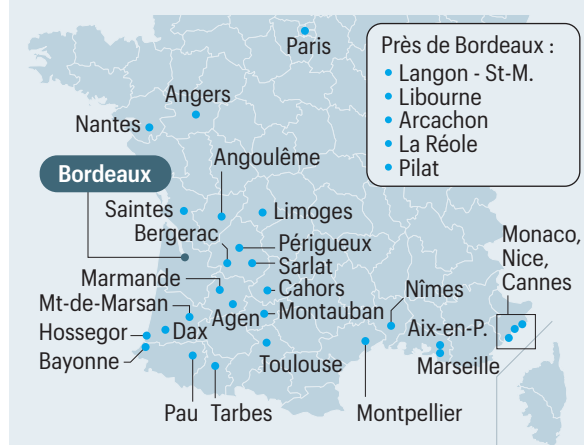 Paris
Près de Bordeaux :
• Langon - St-M.
• Libourne
• Arcachon
• La Réole
• Pilat
Angers
Nantes
Angoulême
Bordeaux
Saintes
Limoges
Bergerac
Périgueux
Monaco,
Nice,
Cannes
Sarlat
Marmande
Cahors
Nîmes
Mt-de-Marsan
Agen
Montauban
Aix-en-P.
Hossegor
Dax
Bayonne
Toulouse
Marseille
Pau
Tarbes
Montpellier